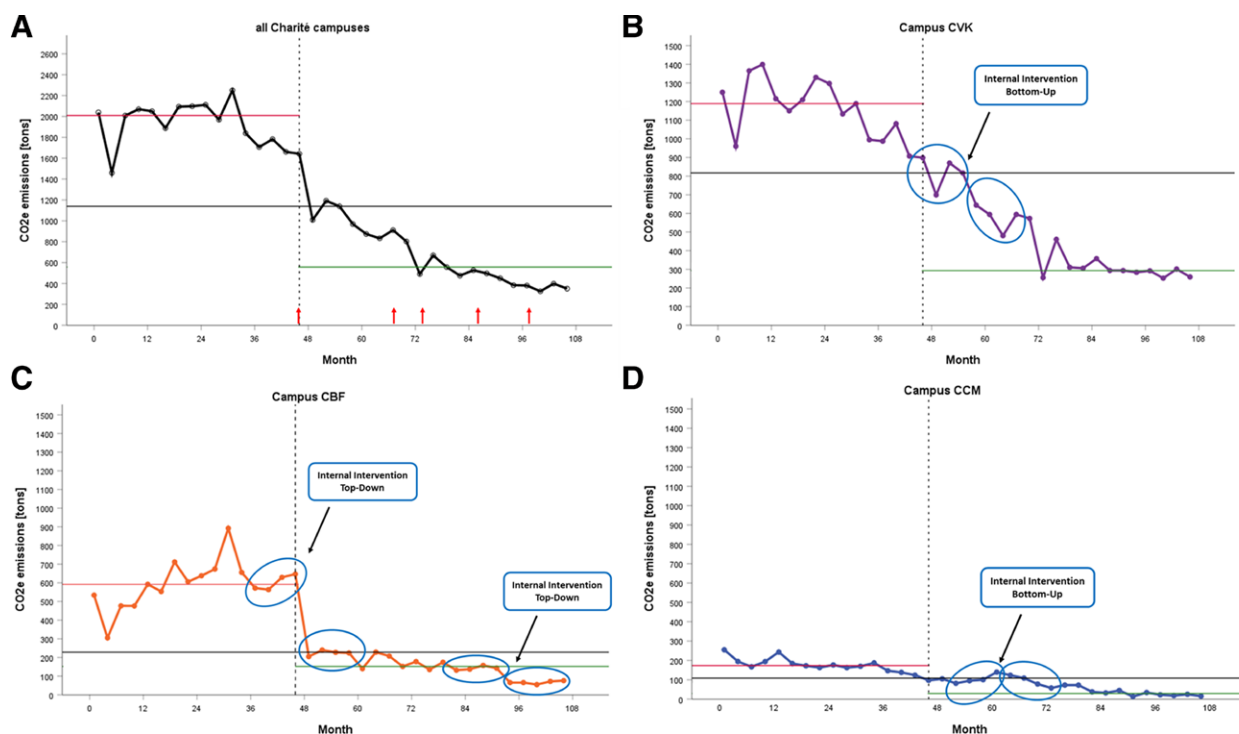 A
all Charité campuses
CO2e emissions [tons]
2600
2400
2200
2000
1800
1600
1400
1200
1000
800
600
400
200
0
0 12 24 36 48 60 72 84 96 108
Month
B
Campus CVK
CO2e emissions [tons]
1500
1400
1300
1200
1100
1000
900
800
700
600
500
400
300
200
100
0
Internal Intervention
Bottom-Up
0 12 24 36 48 60 72 84 96 108
Month
C
Campus CBF
CO2e emissions [tons]
1500
1400
1300
1200
1100
1000
900
800
700
600
500
400
300
200
100
0
Internal Intervention
Top-Down
Internal Intervention
Top-Down
0 12 24 36 48 60 72 84 96 108
Month
D
Campus CCM
CO2e emissions [tons]
1500
1400
1300
1200
1100
1000
900
800
700
600
500
400
300
200
100
0
Internal Intervention
Bottom-Up
0 12 24 36 48 60 72 84 96 108
Month